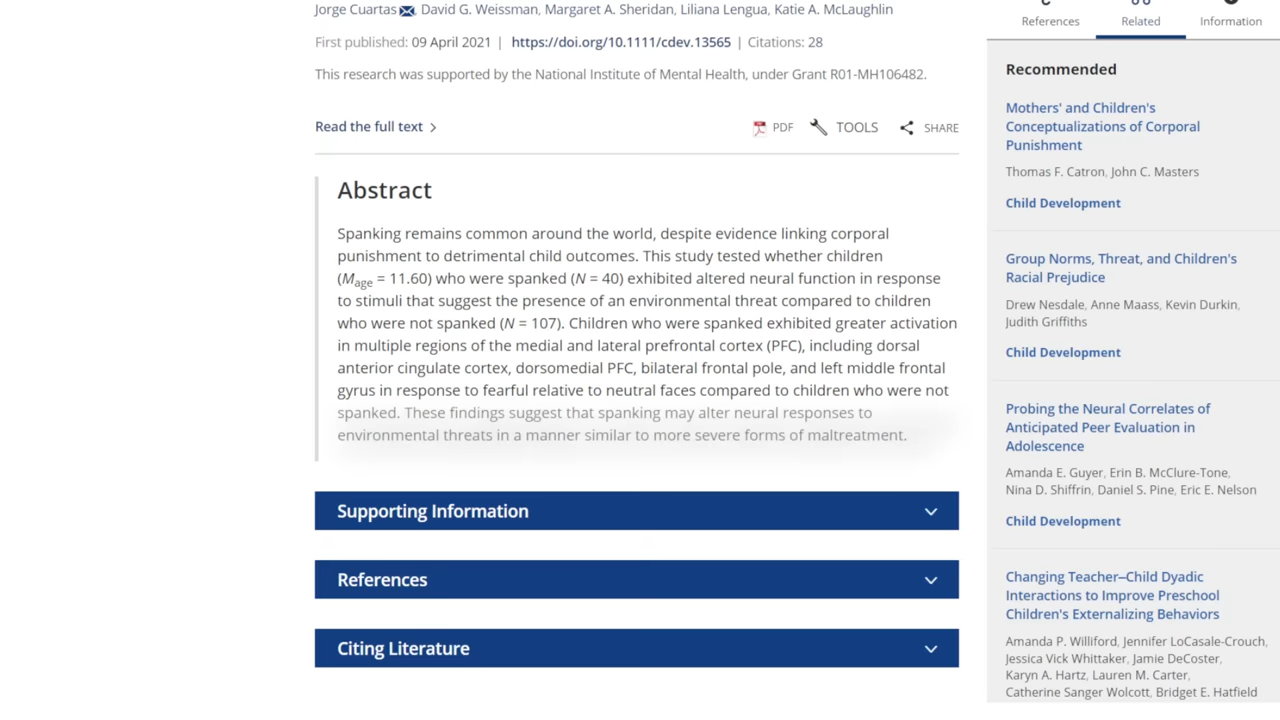 Jorge Cuartas, David G. Weissman, Margaret A. Sheridan, Liliana Lengua, Katie A. McLaughlin
First published: 09 April 2021 | https://doi.org/10.1111/cdev.13565 | Citations: 28
This research was supported by the National Institute of Mental Health, under Grant R01-MH106482.
Read the full text
PDF TOOLS SHARE
Abstract
Spanking remains common around the world, despite evidence linking corporal
punishment to detrimental child outcomes. This study tested whether children
(Mage = 11.60) who were spanked (N = 40) exhibited altered neural function in response
to stimuli that suggest the presence of an environmental threat compared to children
who were not spanked (N = 107). Children who were spanked exhibited greater activation
in multiple regions of the medial and lateral prefrontal cortex (PFC), including dorsal
anterior cingulate cortex, dorsomedial PFC, bilateral frontal pole, and left middle frontal
gyrus in response to fearful relative to neutral faces compared to children who were not
spanked. These findings suggest that spanking may alter neural responses to
environmental threats in a manner similar to more severe forms of maltreatment.
Supporting Information
References
Citing Literature
References Related Information
Recommended
Mothers' and Children's
Conceptualizations of Corporal
Punishment
Thomas F. Catron, John C. Masters
Child Development
Group Norms, Threat, and Children's
Racial Prejudice
Drew Nesdale, Anne Maass, Kevin Durkin,
Judith Griffiths
Child Development
Probing the Neural Correlates of
Anticipated Peer Evaluation in
Adolescence
Amanda E. Guyer, Erin B. McClure-Tone,
Nina D. Shiffrin, Daniel S. Pine, Eric E. Nelson
Child Development
Changing Teacher–Child Dyadic
Interactions to Improve Preschool
Children's Externalizing Behaviors
Amanda P. Williford, Jennifer LoCasale-Crouch,
Jessica Vick Whittaker, Jamie DeCoster,
Karyn A. Hartz, Lauren M. Carter,
Catherine Sanger Wolcott, Bridget E. Hatfield